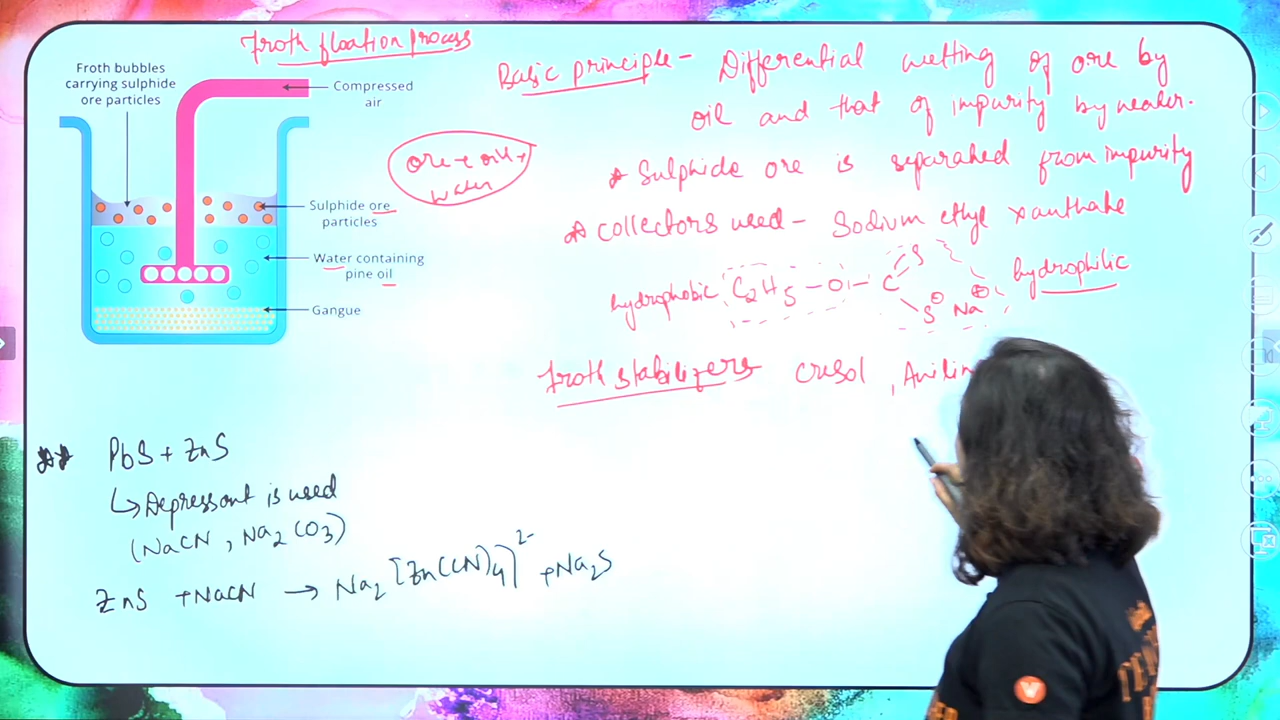 Froth floation process
Froth bubbles
carrying sulphide
ore particles
Compressed
air
Sulphide ore
particles
Water containing
pine oil
Gangue
ore + oil +
water
Basic principle - Differential wetting of ore by
oil and that of impurity by water.
* Sulphide ore is separated from impurity
* collectors used - Sodium ethyl xanthate
hydrophobic C2H5 - O - C S S⊖ Na⊕ hydrophilic
Froth stabilizers cresol, Anilin
** PbS + ZnS
↳ Depressant is used
(NaCN, Na2CO3)
ZnS + NaCN → Na2[Zn(CN)4]2- + Na2S
V